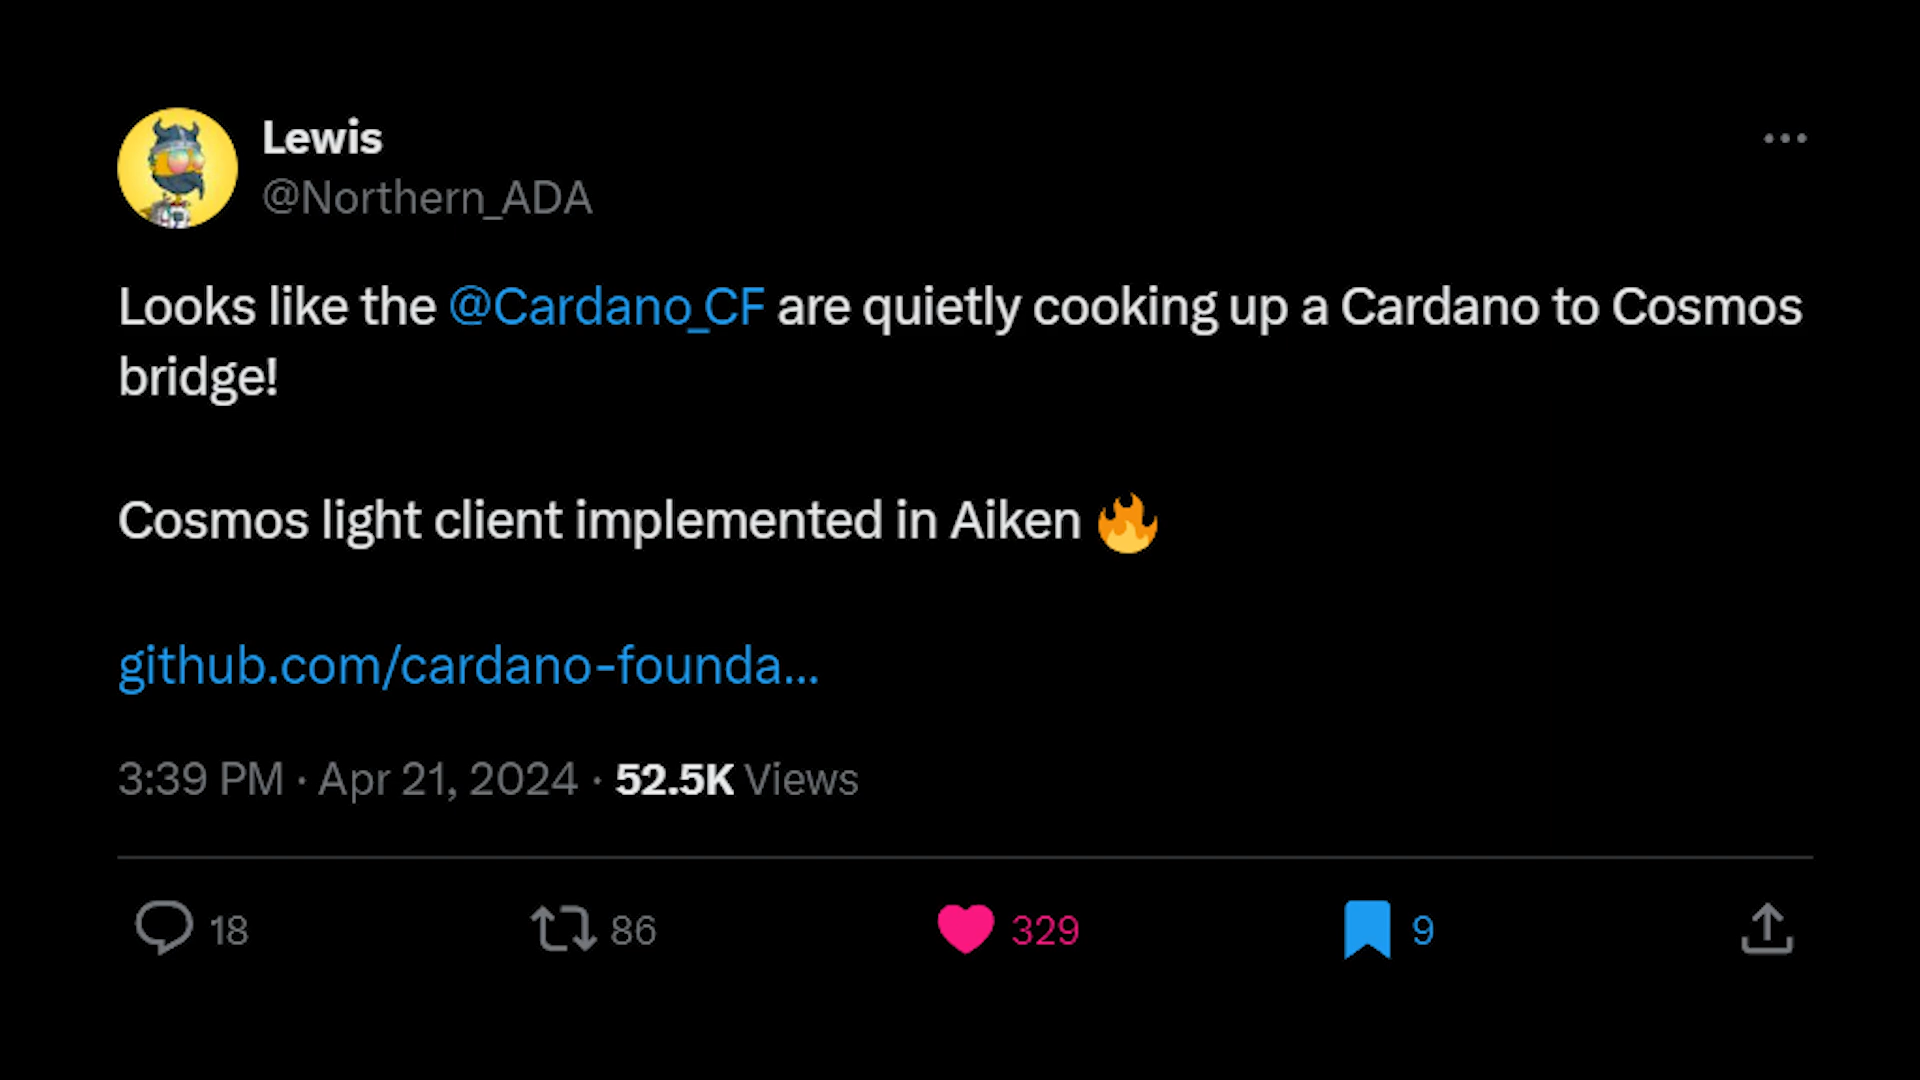 Lewis
@Northern_ADA
Looks like the @Cardano_CF are quietly cooking up a Cardano to Cosmos
bridge!
Cosmos light client implemented in Aiken 🔥
github.com/cardano-founda...
3:39 PM · Apr 21, 2024 · 52.5K Views
18 86 329 9